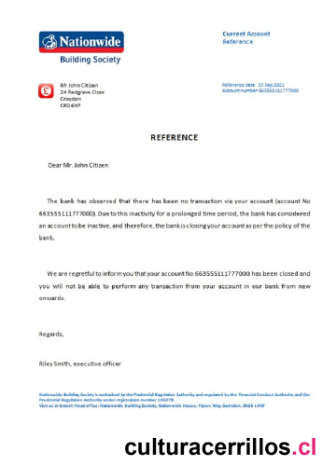 Nationwide
Building Society
Current Account
Reference
Mr John Citizen
24 Redgrave Close
Croydon
CR0 6XP
Reference date 22 Sep 2021
Account number 663555111777000
REFERENCE
Dear Mr. John Citizen
The bank has observed that there has been no transaction via your account (account No
663555111777000). Due to this inactivity for a prolonged time period, the bank has considered
an account to be inactive, and therefore, the bank is closing your account as per the policy of the
bank.
We are regretful to inform you that your account No 663555111777000 has been closed and
you will not be able to perform any transaction from your account in our bank from new
onwards.
Regards,
Riley Smith, executive officer
Nationwide Building Society is authorised by the Prudential Regulation Authority and regulated by the Financial Conduct Authority and the
Prudential Regulation Authority under registration number
Visit us in branch Head office: Nationwide Building Society, Nationwide House, Pipers Way, Swindon.
culturacerrillos.cl